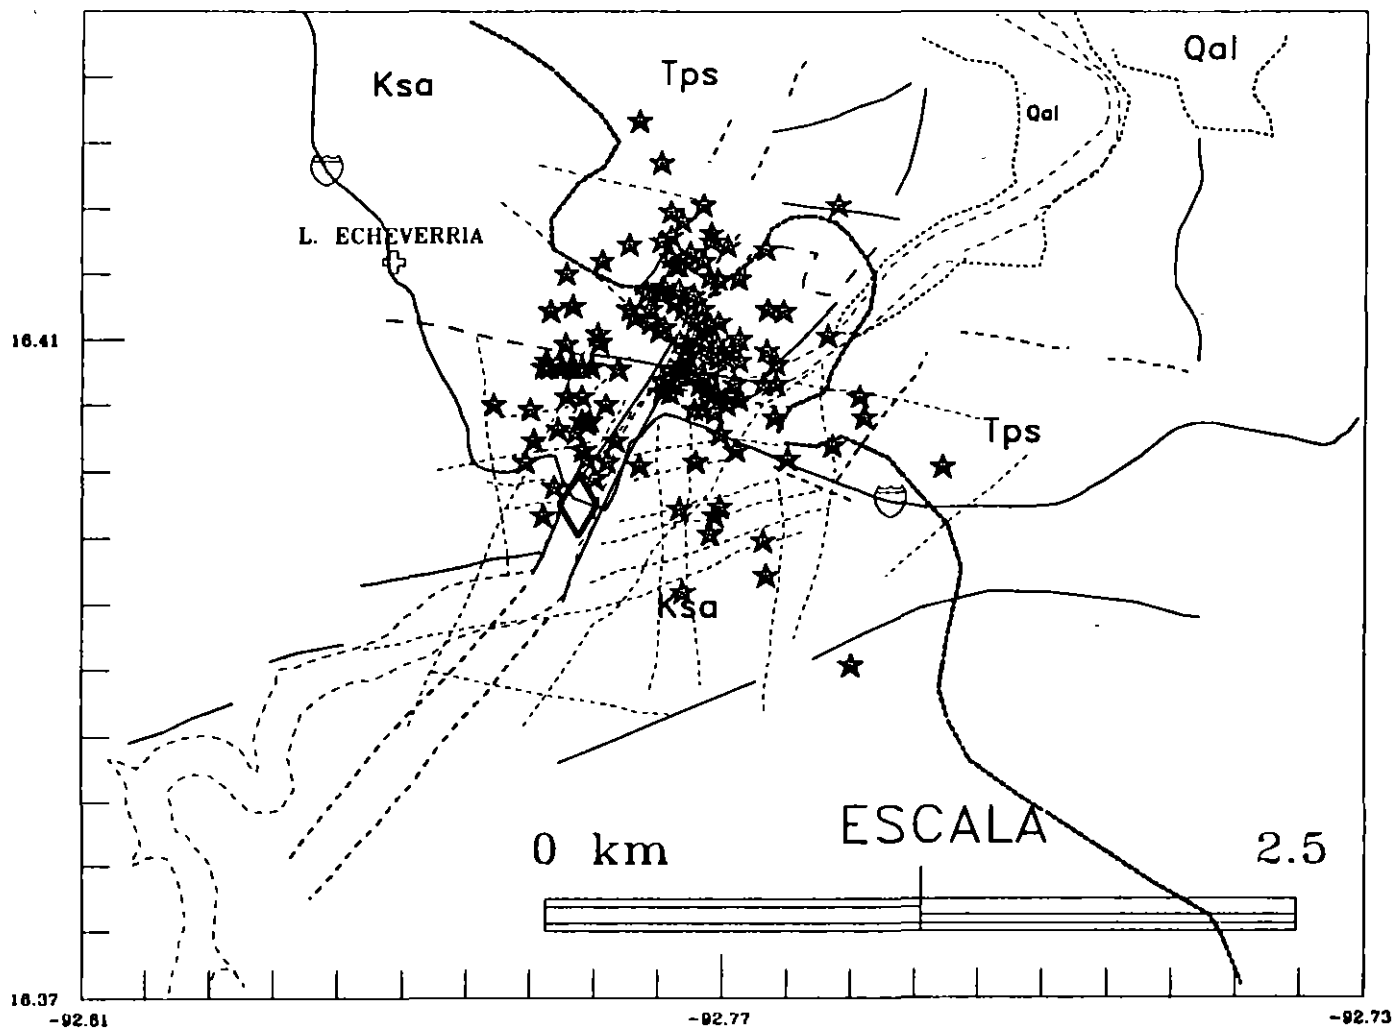 Qal
Tps
Ksa
Qal
L. ECHEVERRIA
16.41
Tps
Ksa
ESCALA
0 km
2.5
16.37
-92.81
-92.77
-92.73